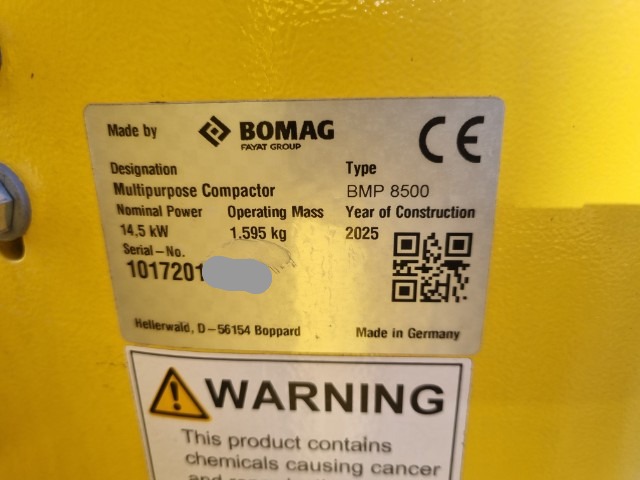 Made by BOMAG
FAYAT GROUP
CE
Designation Type
Multipurpose Compactor BMP 8500
Nominal Power Operating Mass Year of Construction
14,5 kW 1.595 kg 2025
Serial-No.
1017201
Hellerwald, D-56154 Boppard Made in Germany
WARNING
This product contains
chemicals causing cancer
and